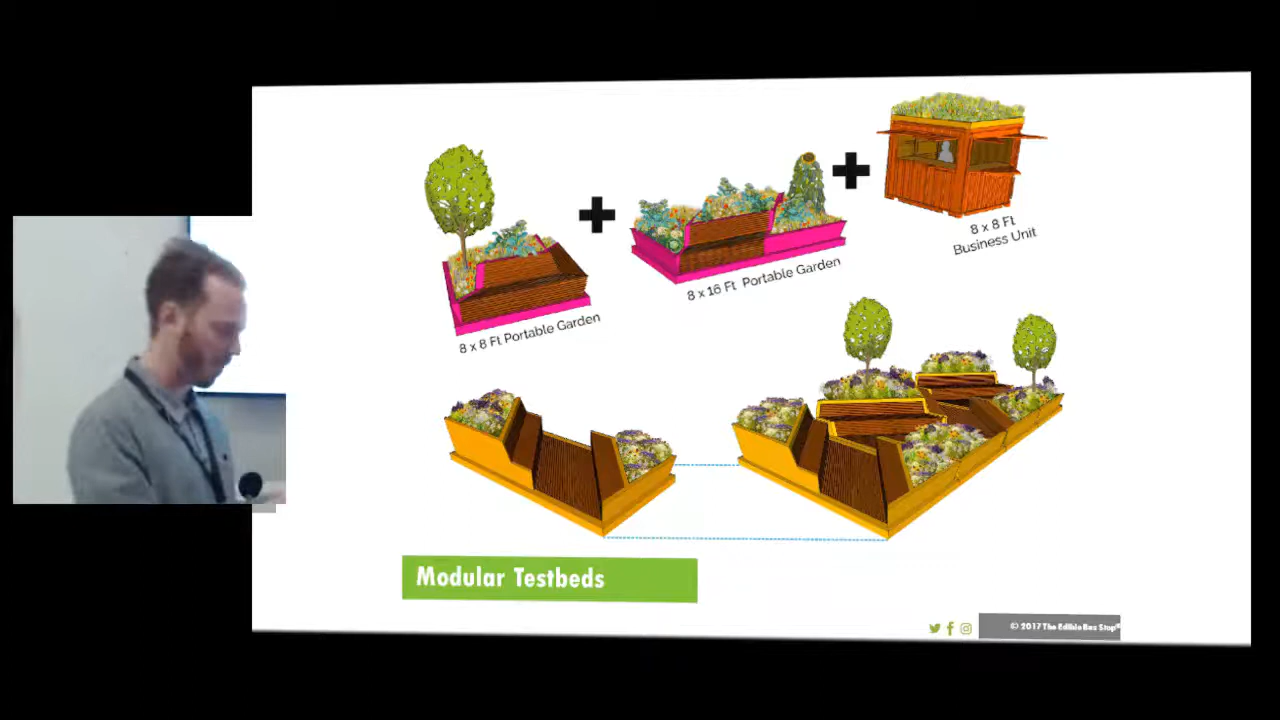 8 x 8 Ft
Business Unit
8 x 16 Ft Portable Garden
8 x 8 Ft Portable Garden
Modular Testbeds
© 2017 The Edible Bus Stop®